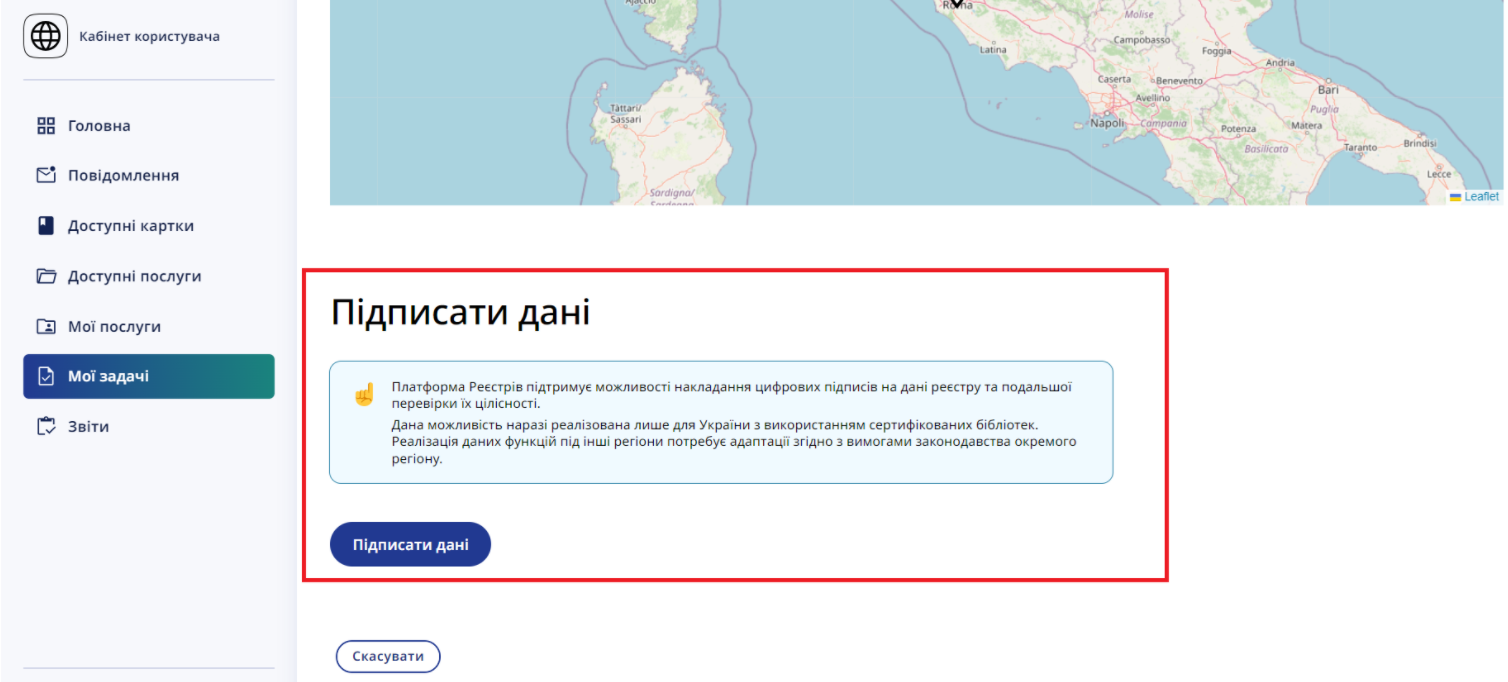 Кабінет користувача
Головна
Повідомлення
Доступні картки
Доступні послуги
Мої послуги
Мої задачі
Звіти
Ajaccio
Roma
Latina
Molise
Campobasso
Foggia
Andria
Caserta
Benevento
Bari
Avellino
Puglia
Tàttari/
Sassari
Napoli
Campania
Potenza
Matera
Basilicata
Taranto
Brindisi
Lecce
Sardigna/
Leaflet
Підписати дані
Платформа Реєстрів підтримує можливості накладання цифрових підписів на дані реєстру та подальшої
перевірки їх цілісності.
Дана можливість наразі реалізована лише для України з використанням сертифікованих бібліотек.
Реалізація даних функцій під інші регіони потребує адаптації згідно з вимогами законодавства окремого
регіону.
Підписати дані
Скасувати